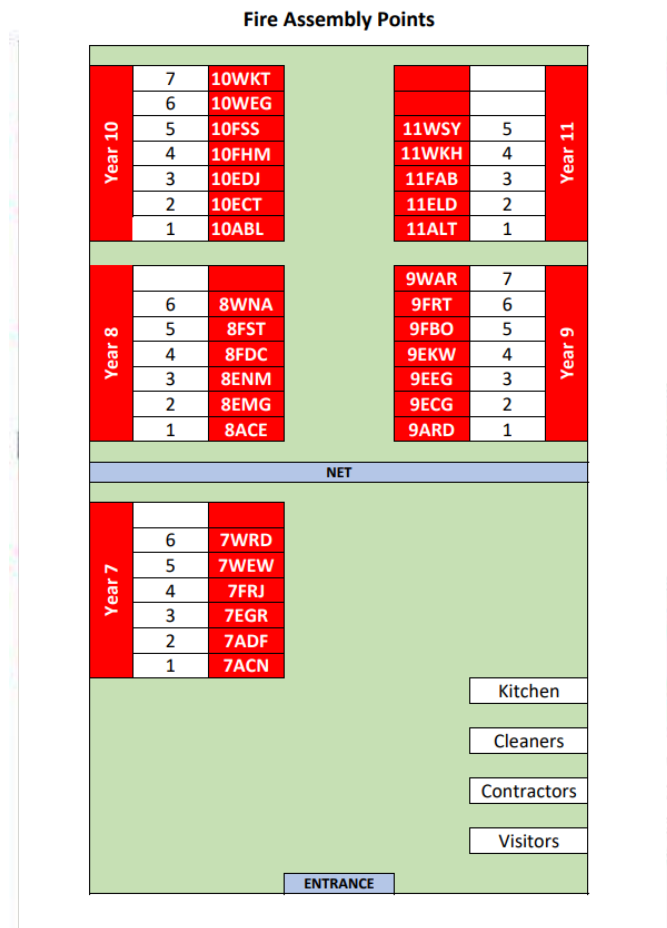 Fire Assembly Points
Year 10
7 10WKT
6 10WEG
5 10FSS
4 10FHM
3 10EDJ
2 10ECT
1 10ABL
Year 11
11WSY 5
11WKH 4
11FAB 3
11ELD 2
11ALT 1
Year 8
6 8WNA
5 8FST
4 8FDC
3 8ENM
2 8EMG
1 8ACE
Year 9
9WAR 7
9FRT 6
9FBO 5
9EKW 4
9EEG 3
9ECG 2
9ARD 1
NET
Year 7
6 7WRD
5 7WEW
4 7FRJ
3 7EGR
2 7ADF
1 7ACN
Kitchen
Cleaners
Contractors
Visitors
ENTRANCE